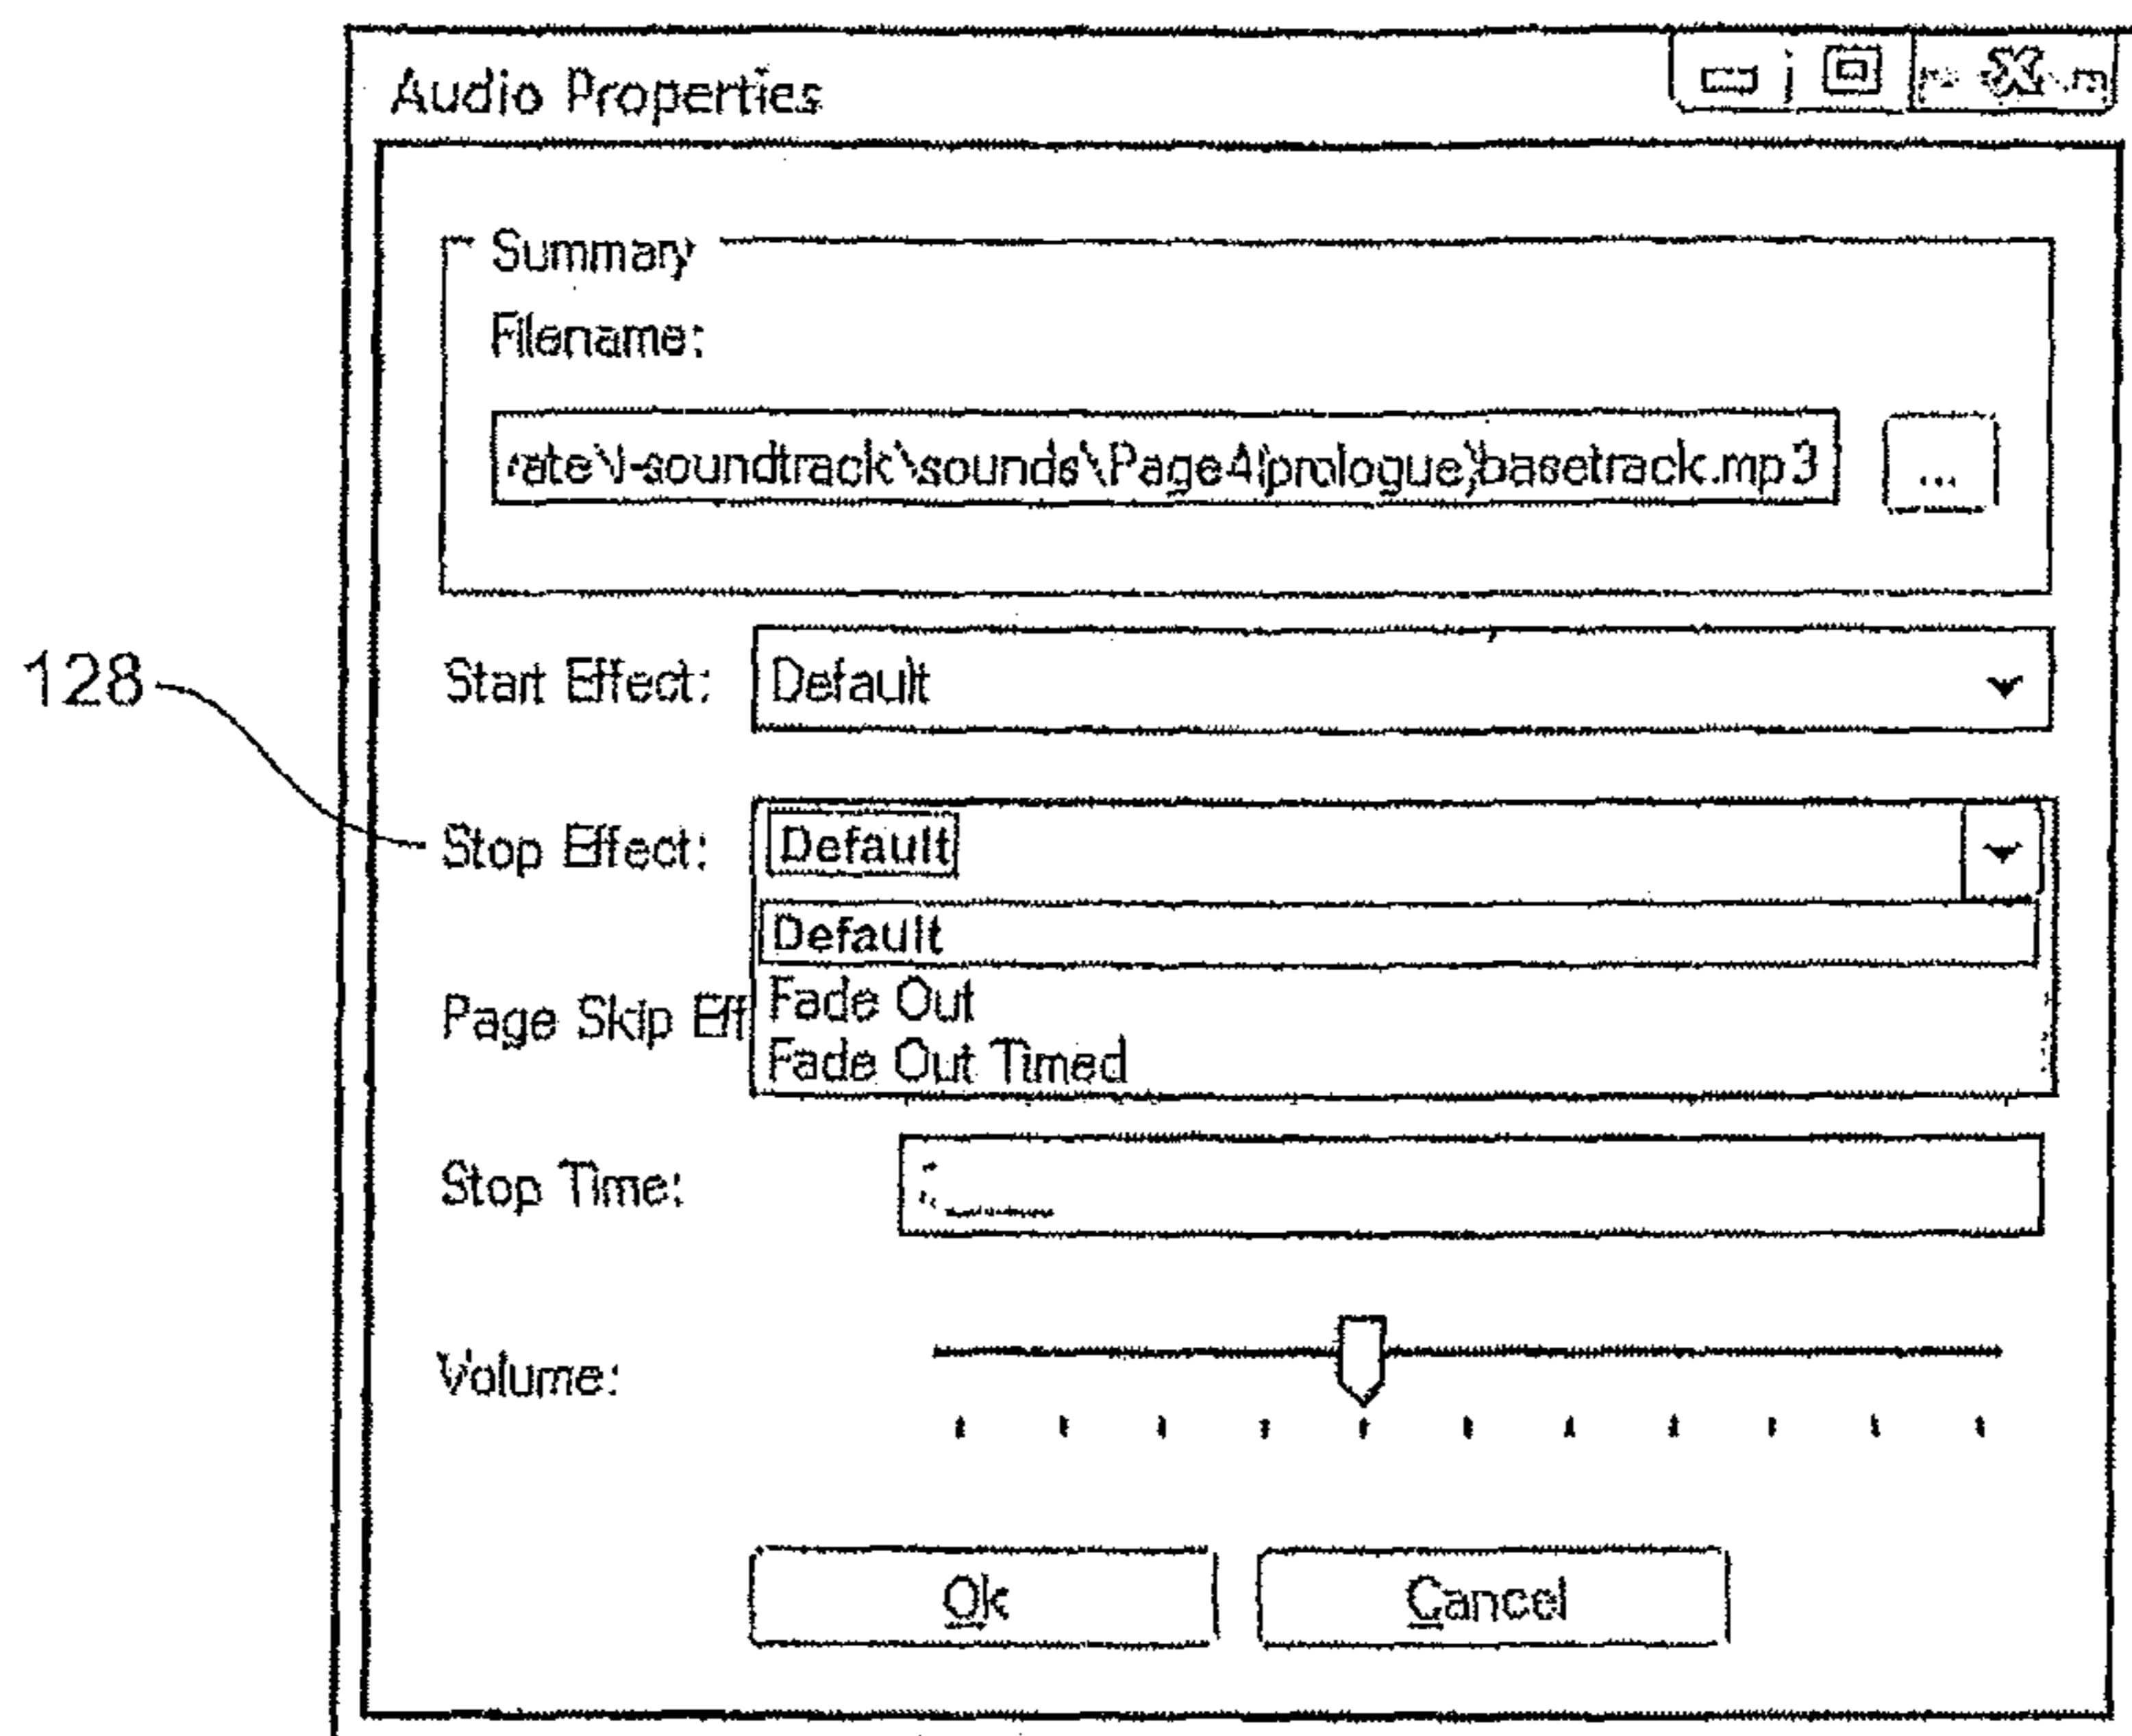 Audio Properties
Summary
Filename:
rate\I-soundtrack\sounds\Page4(prologue)basetrack.mp3 ...
128
Start Effect: Default
Stop Effect: Default
Default
Page Skip Eff Fade Out
Fade Out Timed
Stop Time:
Volume:
Ok Cancel